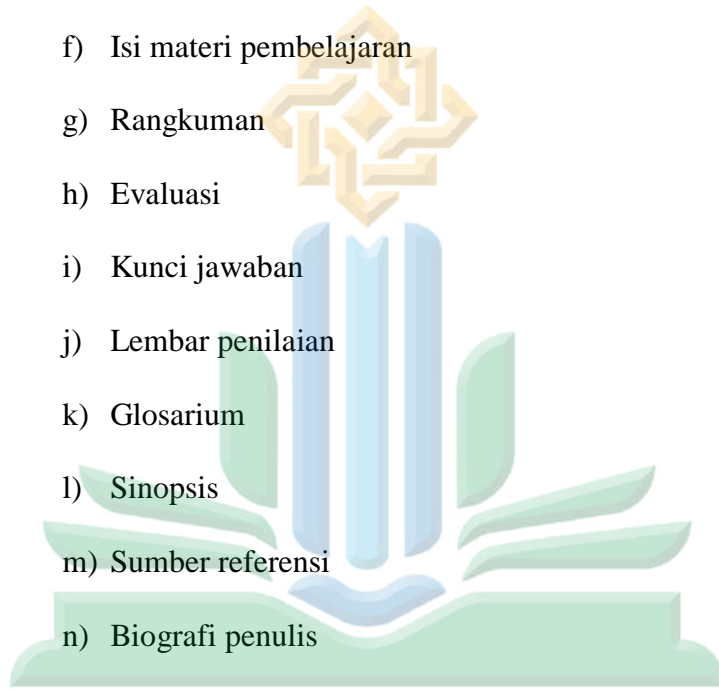 f) Isi materi pembelajaran
g) Rangkuman
h) Evaluasi
i) Kunci jawaban
j) Lembar penilaian
k) Glosarium
l) Sinopsis
m) Sumber referensi
n) Biografi penulis